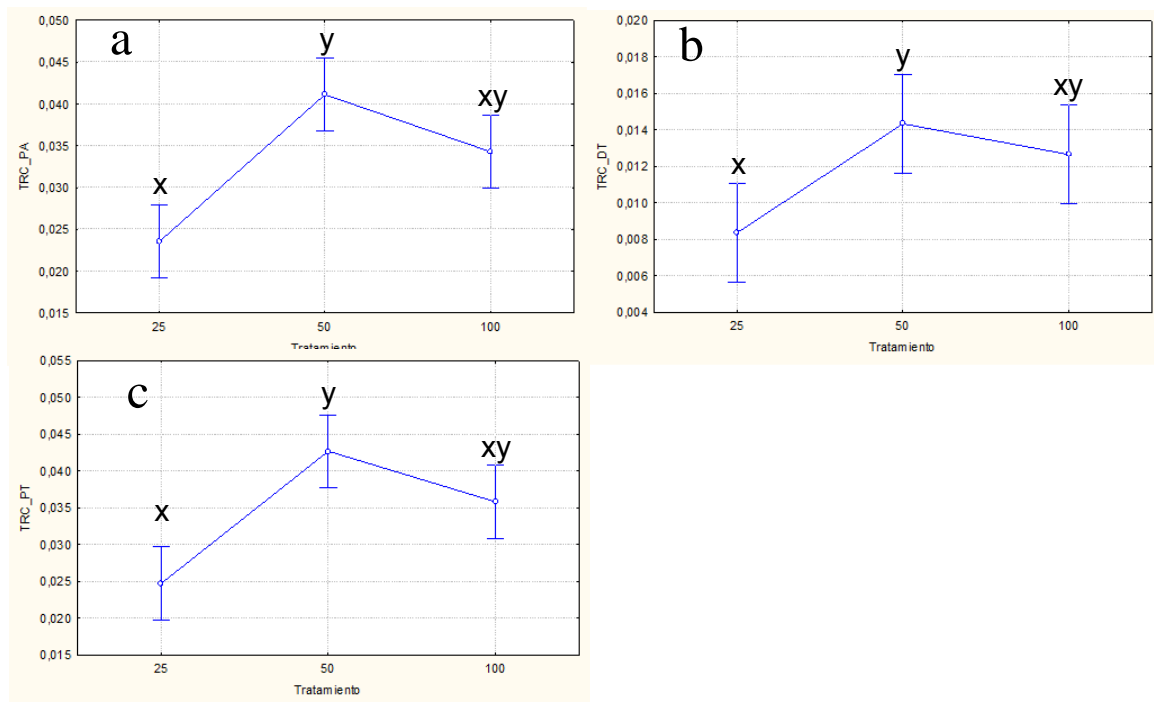 a
TRC_PA
0,050
0,045
0,040
0,035
0,030
0,025
0,020
0,015
x
y
xy
25 50 100
Tratamiento
b
TRC_DT
0,020
0,018
0,016
0,014
0,012
0,010
0,008
0,006
0,004
x
y
xy
25 50 100
Tratamiento
c
TRC_PT
0,055
0,050
0,045
0,040
0,035
0,030
0,025
0,020
0,015
x
y
xy
25 50 100
Tratamiento